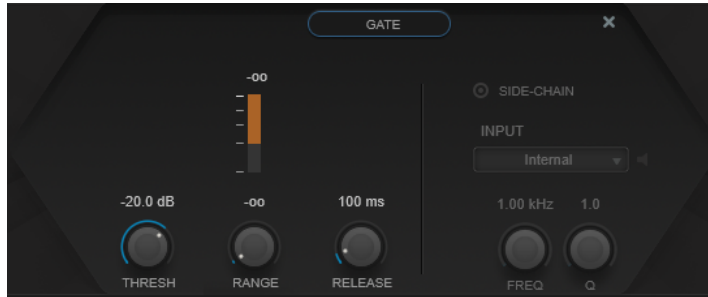 GATE
-oo
SIDE-CHAIN
INPUT
Internal
-20.0 dB -oo 100 ms
1.00 kHz 1.0
THRESH RANGE RELEASE
FREQ Q